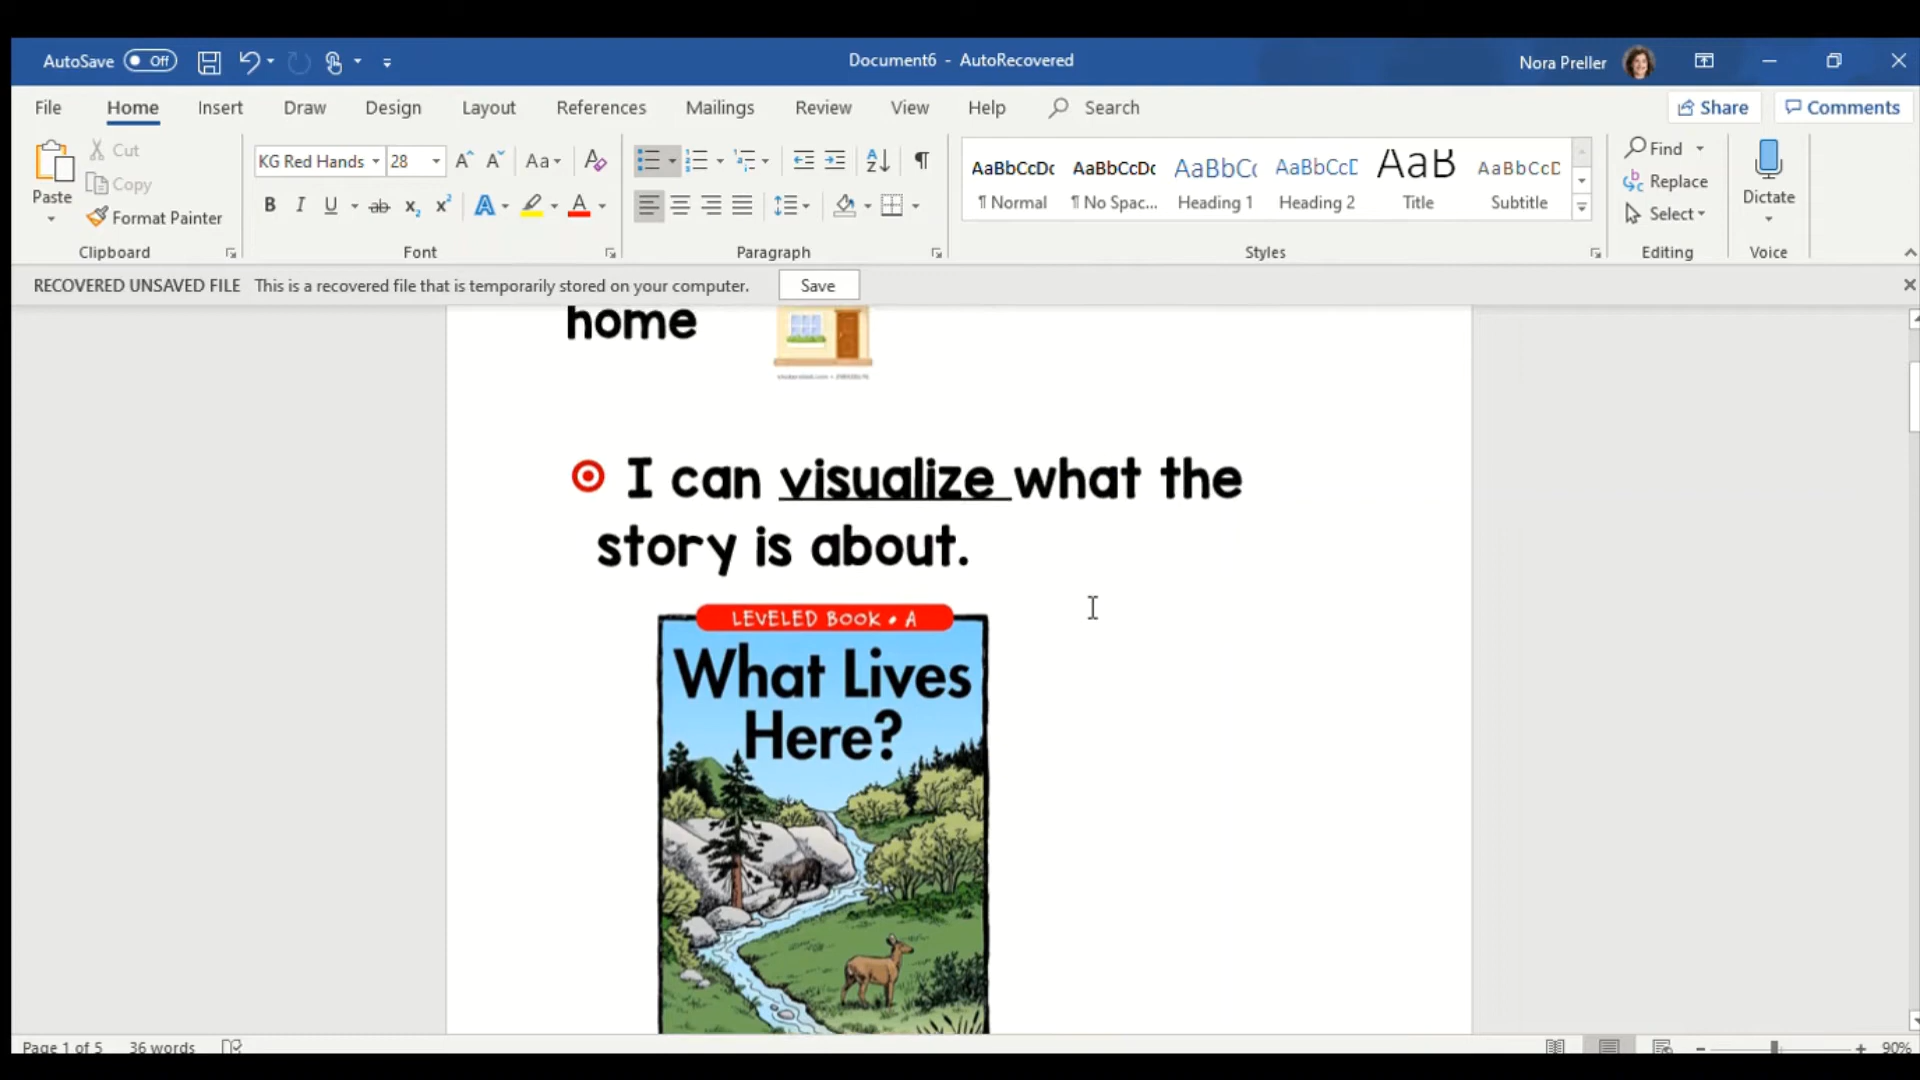 AutoSave Off Document6 - AutoRecovered Nora Preller
File Home Insert Draw Design Layout References Mailings Review View Help Search Share Comments
Paste Cut Copy Format Painter Clipboard
KG Red Hands 28 Aa Font
Paragraph
AaBbCcDc AaBbCcDc AaBbCc AaBbCcD AaB AaBbCcD
¶ Normal ¶ No Spac... Heading 1 Heading 2 Title Subtitle
Styles
Find Replace Select Editing
Dictate Voice
RECOVERED UNSAVED FILE This is a recovered file that is temporarily stored on your computer. Save
home
I can visualize what the
story is about.
LEVELED BOOK • A
What Lives
Here?
Page 1 of 5 36 words 90%